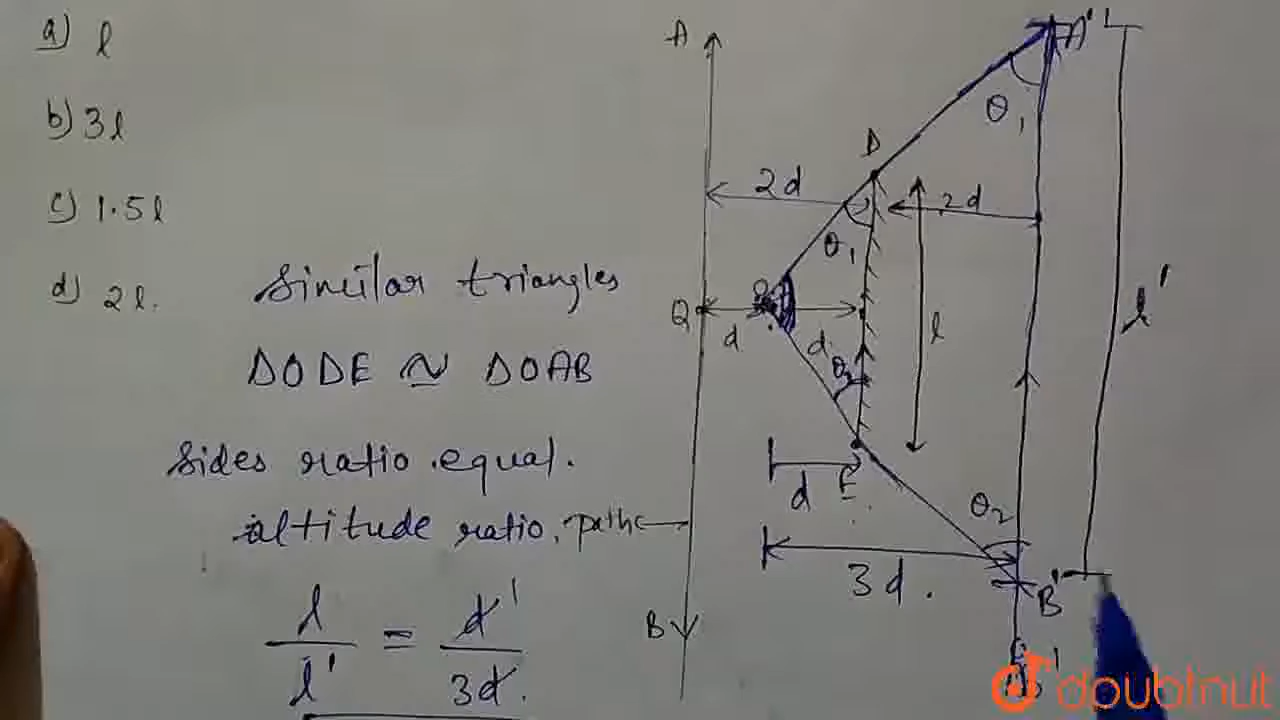 a) l
b) 3l
c) 1.5l
d) 2l.
Similar triangles
ΔODE ≈ ΔOAB
Sides ratio equal.
altitude ratio.
l / l' = d / 3d.
A
A'
θ1
D
2d
2d
θ1
Q
d
d
θ2
l
l'
d
E
3d.
θ2
B
B'
doubtnut